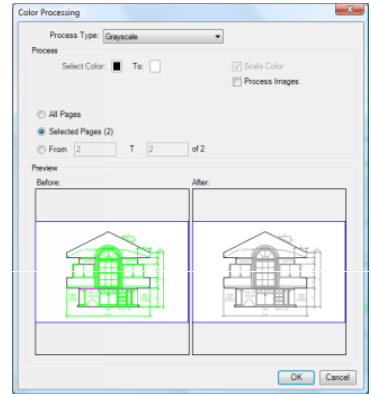 Color Processing
Process Type: Grayscale
Process
Select Color: To: Scale Color
Process Images
All Pages
Selected Pages (2)
From 2 T 2 of 2
Preview
Before: After:
OK Cancel